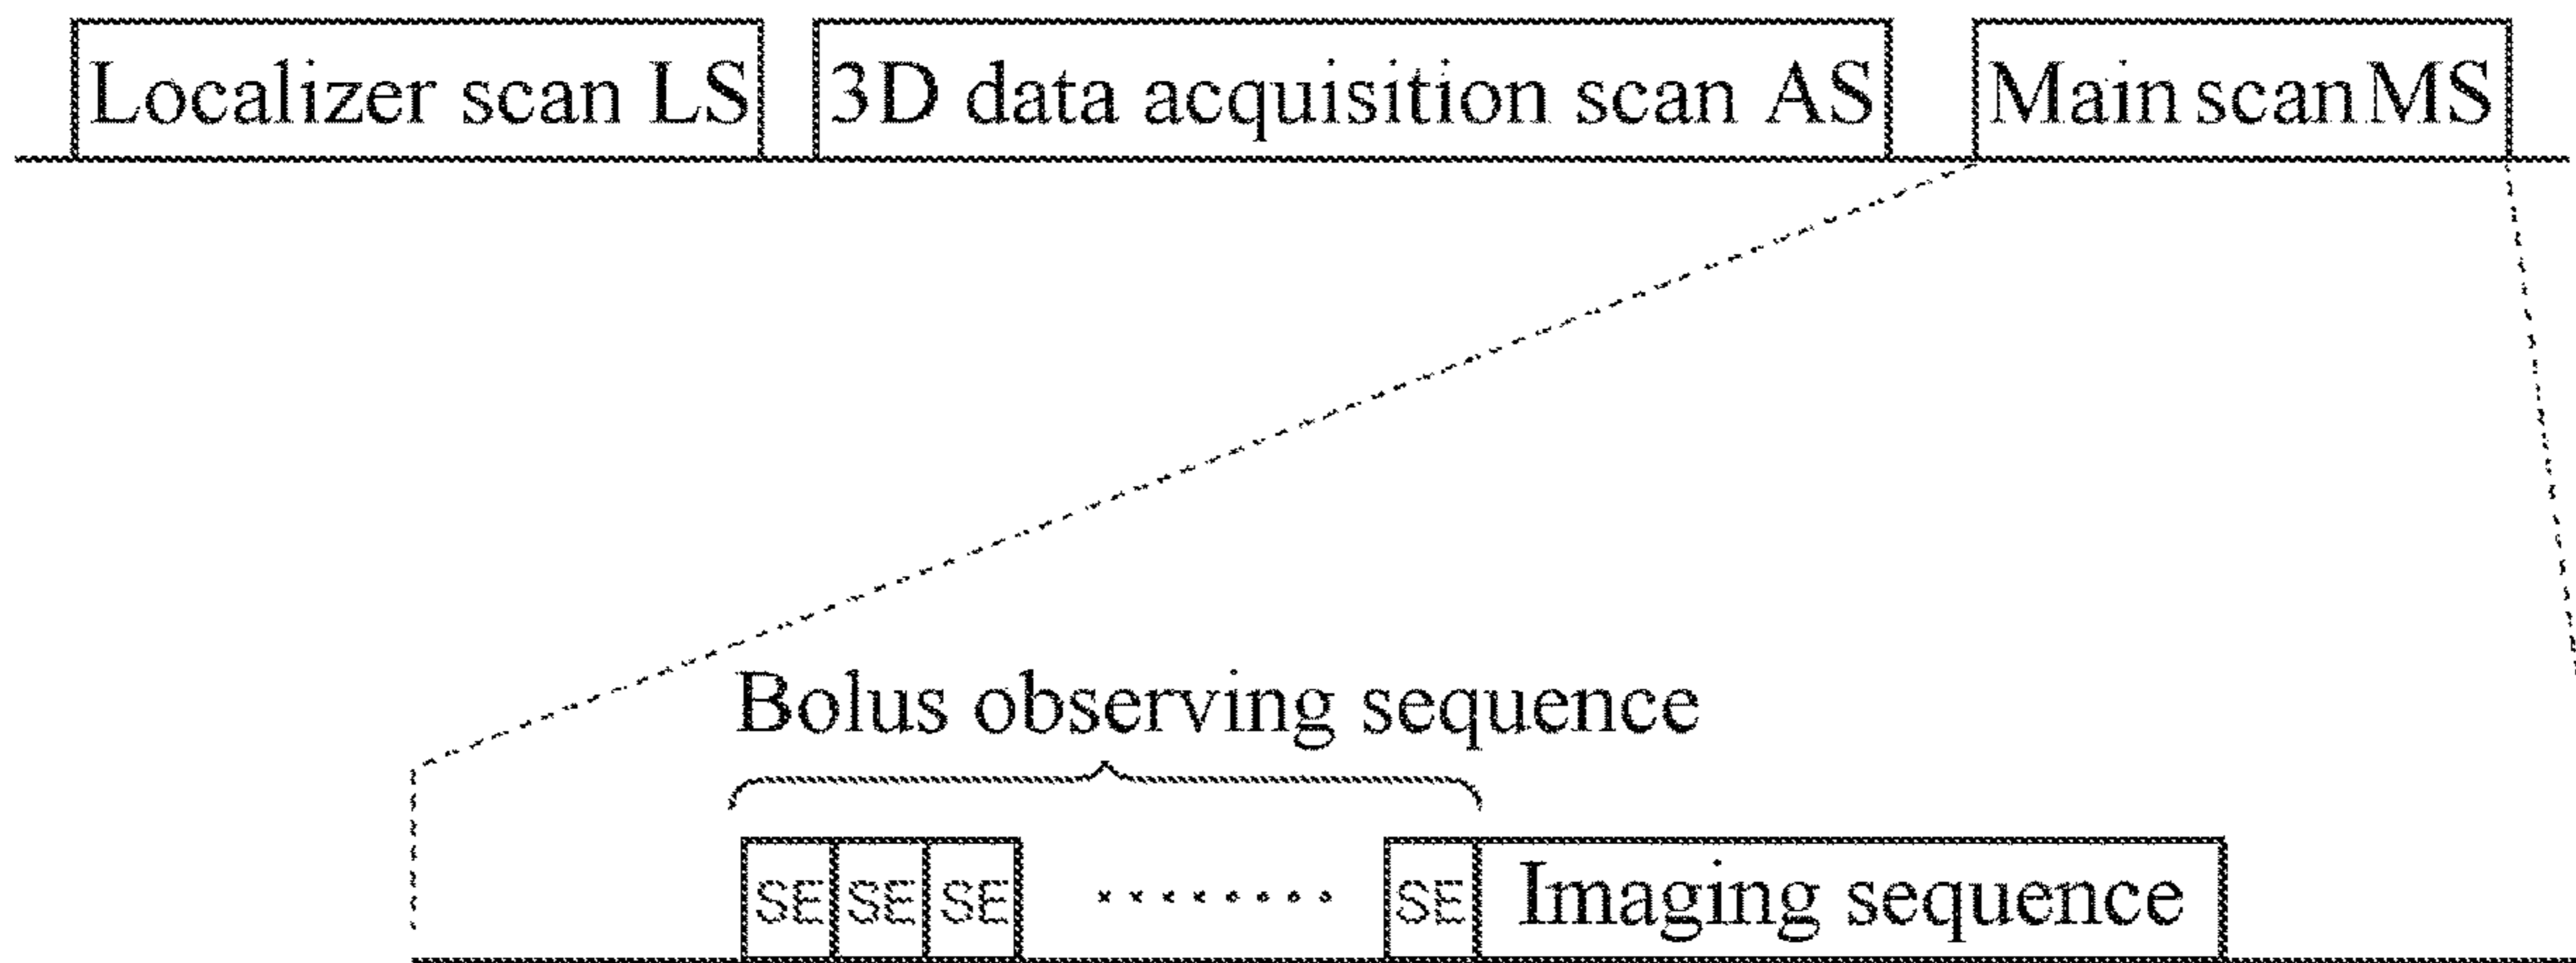 Localizer scan LS 3D data acquisition scan AS Main scan MS
Bolus observing sequence
SE SE SE ........ SE Imaging sequence